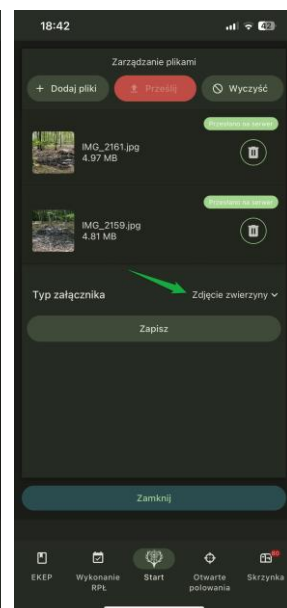 18:42
42
Zarządzanie plikami
+ Dodaj pliki
Prześlij
Wyczyść
Przesłano na serwer
IMG_2161.jpg
4.97 MB
Przesłano na serwer
IMG_2159.jpg
4.81 MB
Typ załącznika
Zdjęcie zwierzyny
Zapisz
Zamknij
EKEP
Wykonanie RPŁ
Start
Otwarte polowania
Skrzynka